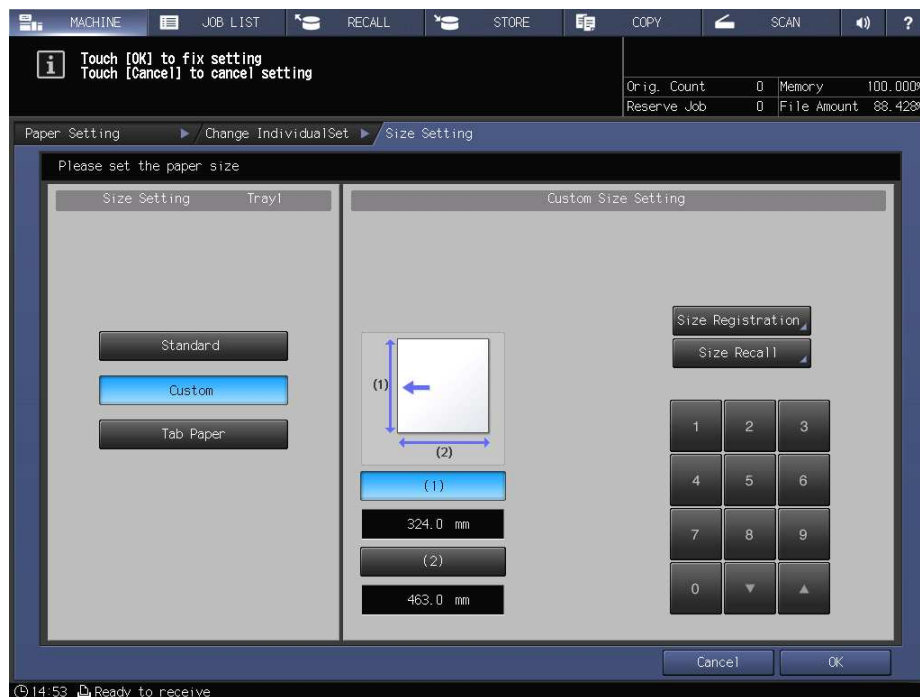 MACHINE JOB LIST RECALL STORE COPY SCAN ?
Touch [OK] to fix setting
Touch [Cancel] to cancel setting
Orig. Count 0 Memory 100.000%
Reserve Job 0 File Amount 88.428%
Paper Setting Change IndividualSet Size Setting
Please set the paper size
Size Setting Tray1
Custom Size Setting
Size Registration
Standard
Size Recall
Custom
(1)
Tab Paper
1 2 3
(2)
(1)
4 5 6
324.0 mm
7 8 9
(2)
0 ▼ ▲
463.0 mm
Cancel OK
14:53 Ready to receive